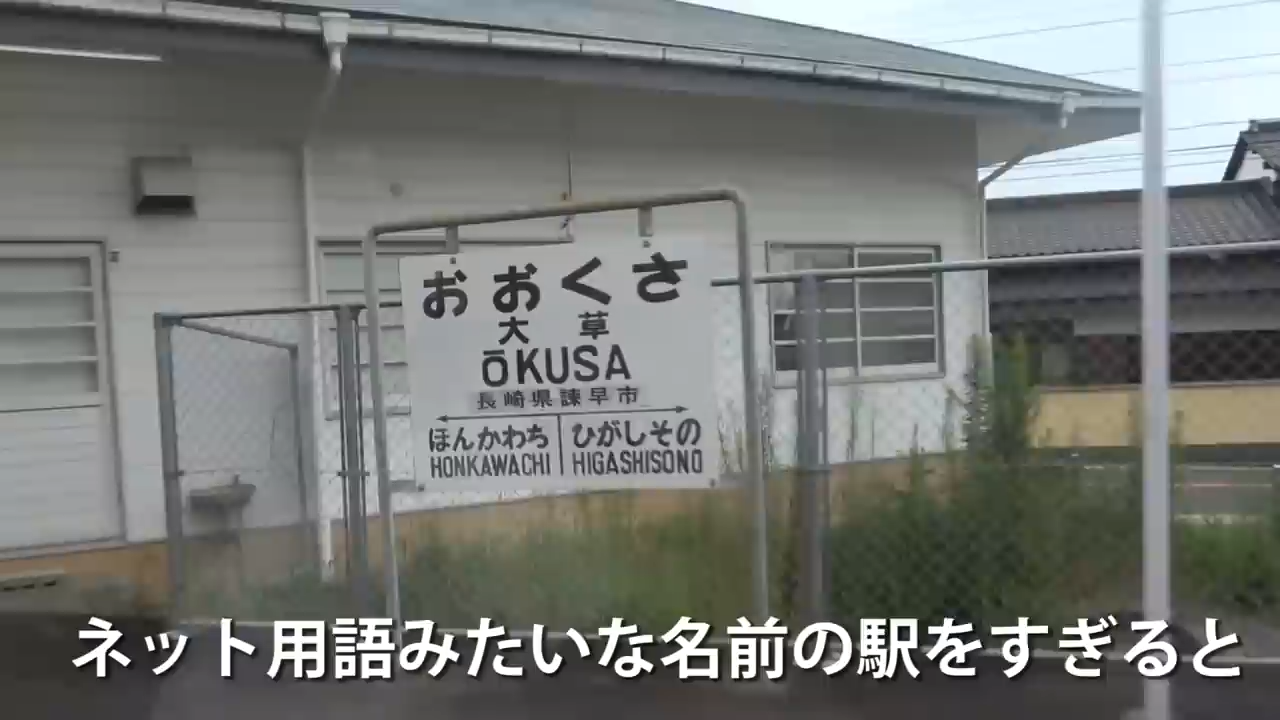 おおくさ
大草
ŌKUSA
長崎県諫早市
ほんかわち ひがしその
HONKAWACHI HIGASHISONO
ネット用語みたいな名前の駅をすぎると